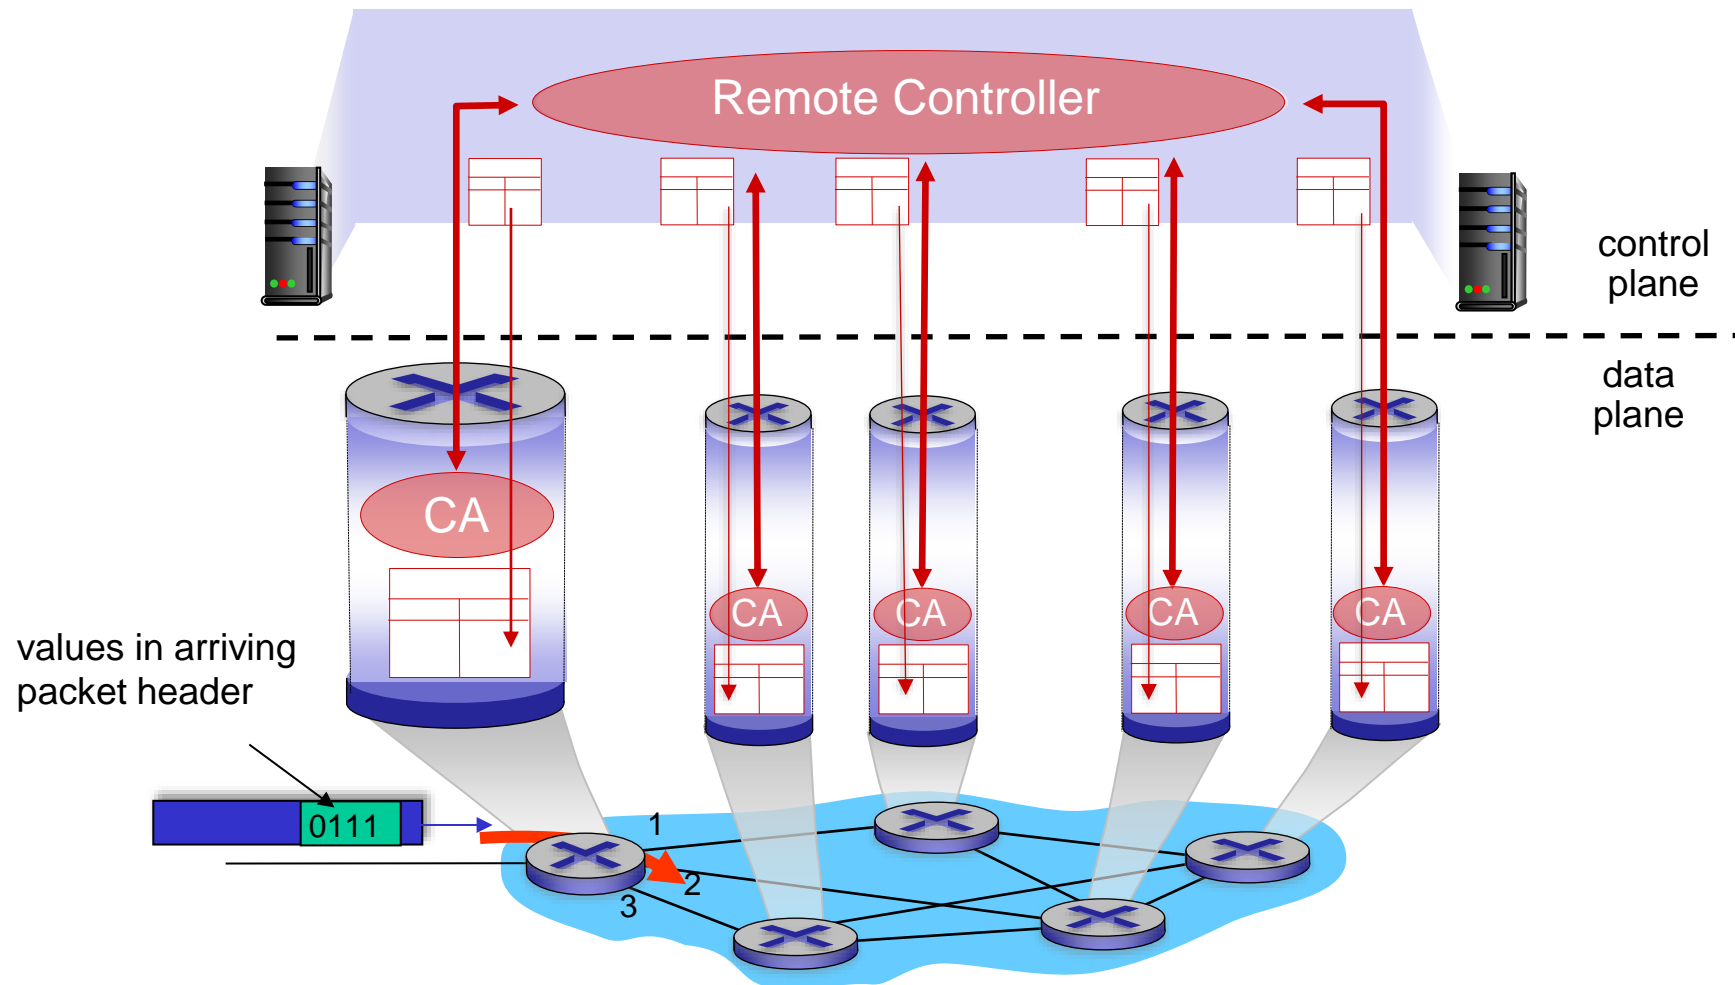 Remote Controller
control
plane
data
plane
CA
CA
CA
CA
CA
values in arriving
packet header
0111
1
2
3